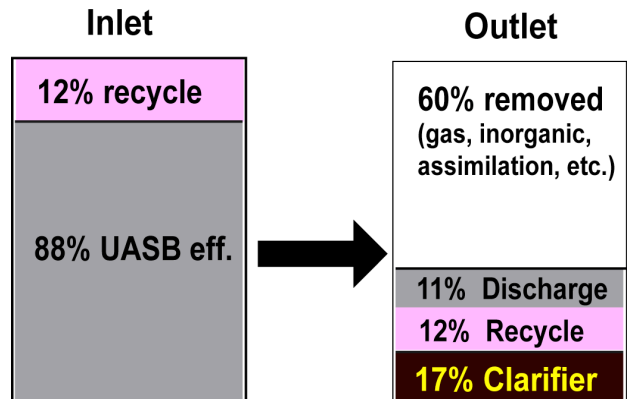 Inlet
12% recycle
88% UASB eff.
Outlet
60% removed
(gas, inorganic,
assimilation, etc.)
11% Discharge
12% Recycle
17% Clarifier